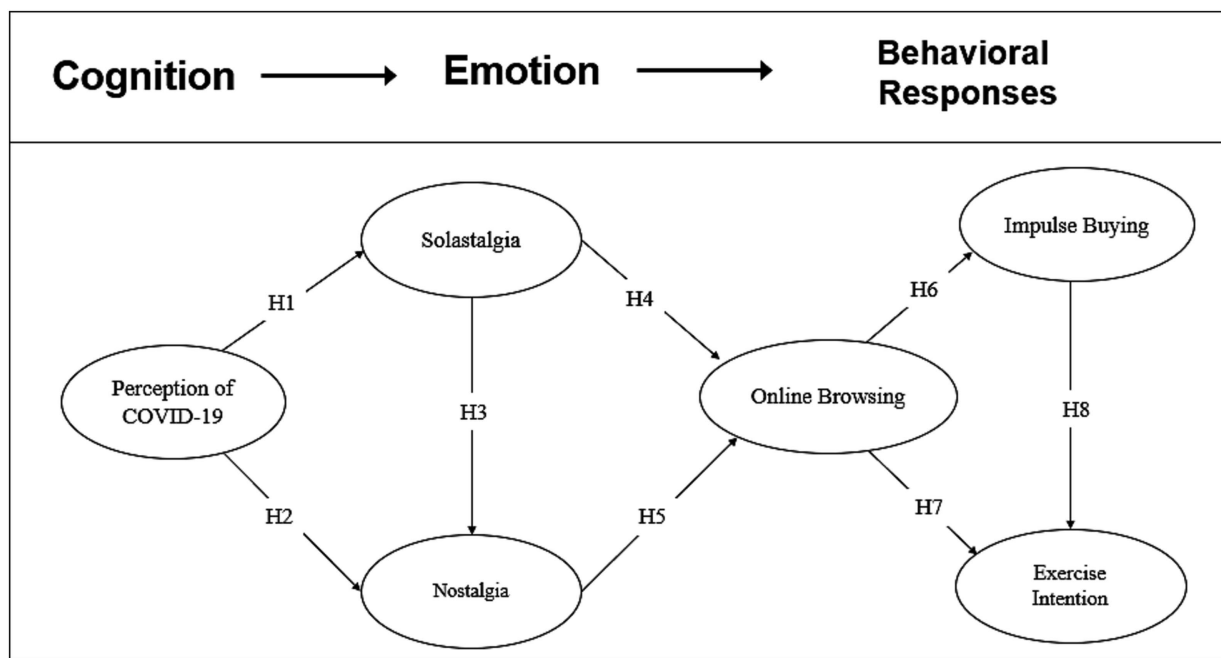 Cognition
Emotion
Behavioral
Responses
Solastalgia
Impulse Buying
H1
H4
H6
Perception of
COVID-19
H3
Online Browsing
H8
H2
H5
H7
Nostalgia
Exercise
Intention